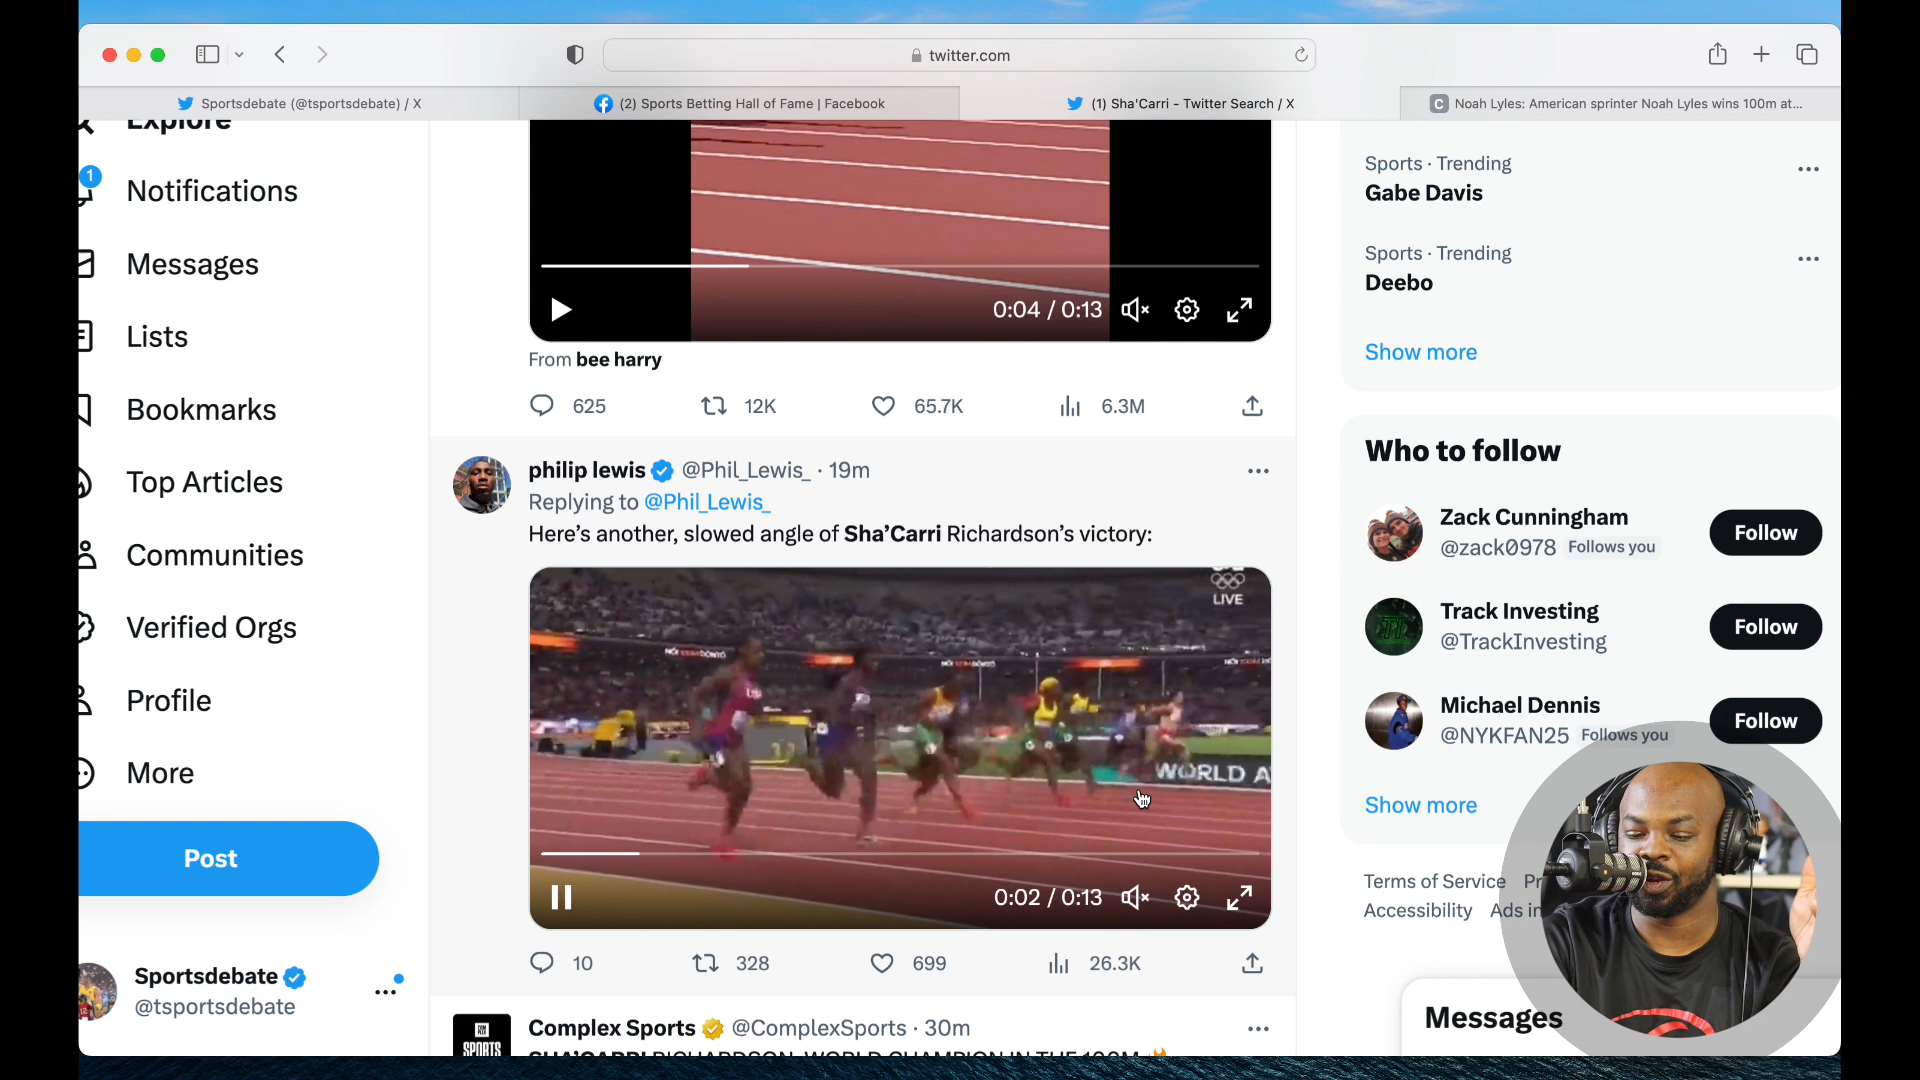 twitter.com
Sportsdebate (@tsportsdebate) / X
(2) Sports Betting Hall of Fame | Facebook
(1) Sha'Carri - Twitter Search / X
C Noah Lyles: American sprinter Noah Lyles wins 100m at...
Explore
1
Notifications
Messages
Lists
Bookmarks
Top Articles
Communities
Verified Orgs
Profile
More
Post
Sportsdebate
@tsportsdebate
0:04 / 0:13
From bee harry
625 12K 65.7K 6.3M
philip lewis @Phil_Lewis_ · 19m
Replying to @Phil_Lewis_
Here's another, slowed angle of Sha'Carri Richardson's victory:
LIVE
WORLD A
0:02 / 0:13
10 328 699 26.3K
SPORTS
Complex Sports @ComplexSports · 30m
SHA'CARRI RICHARDSON, WORLD CHAMPION IN THE 100M
Sports · Trending
Gabe Davis
Sports · Trending
Deebo
Show more
Who to follow
Zack Cunningham
@zack0978 Follows you
Follow
Track Investing
@TrackInvesting
Follow
Michael Dennis
@NYKFAN25 Follows you
Follow
Show more
Terms of Service Pr
Accessibility Ads in
Messages